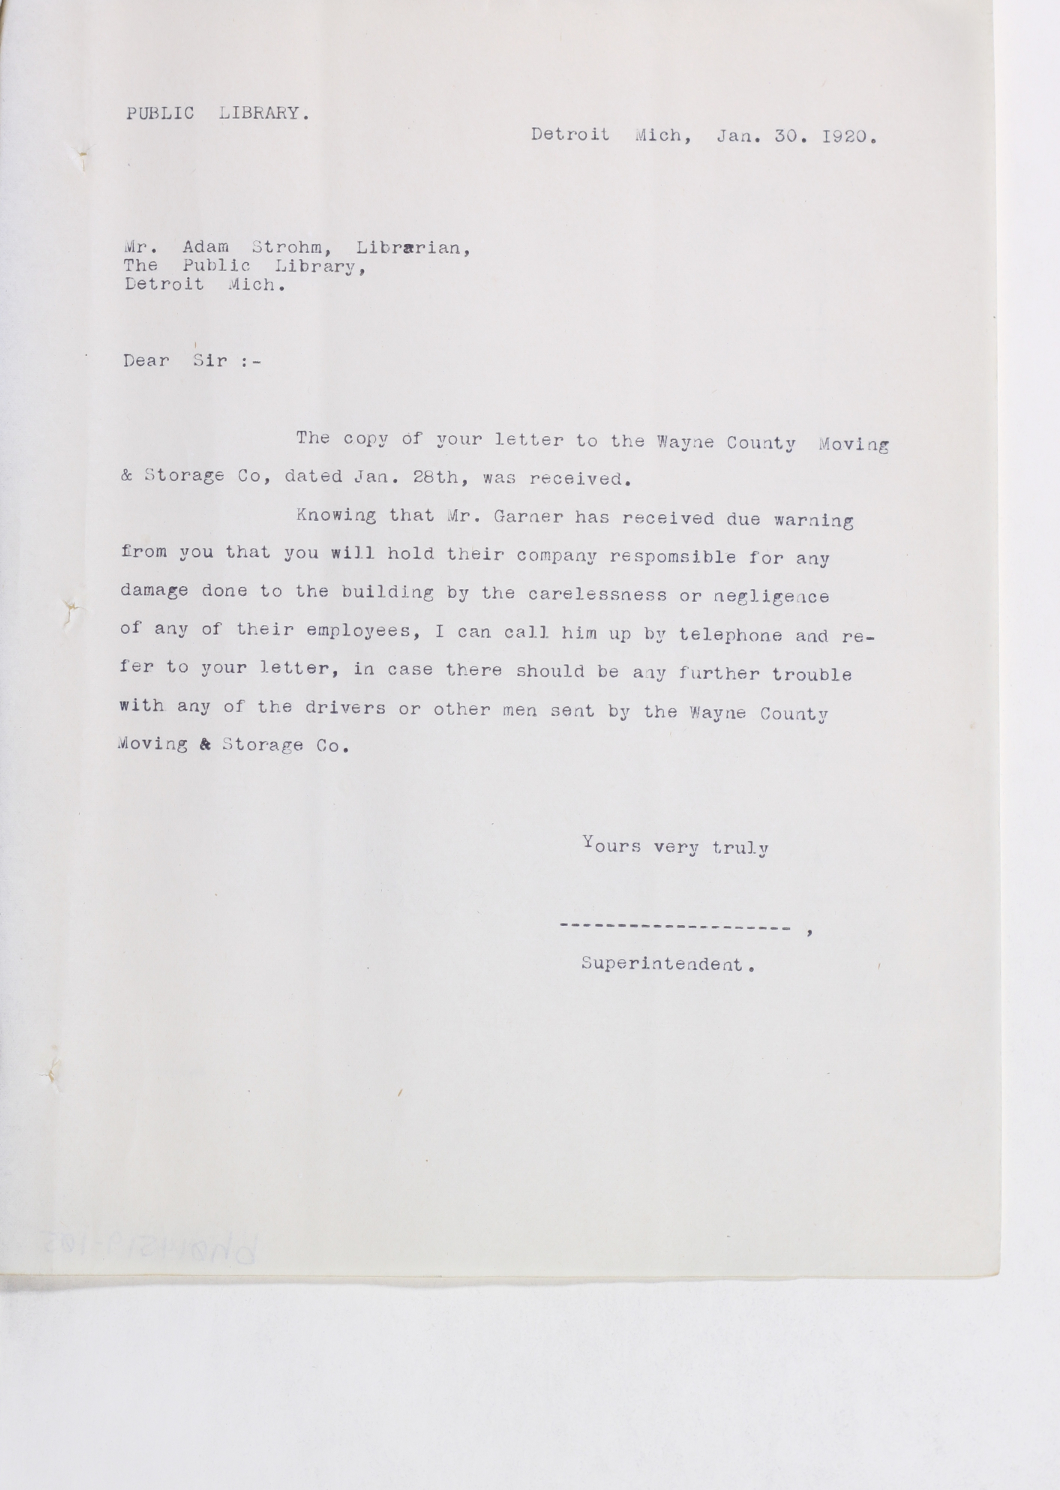 PUBLIC LIBRARY.
Detroit Mich, Jan. 30. I920.
Mr. Adam Strohm, Librarian,
The Public Library,
Detroit Mich.
Dear Sir :-
The copy of your letter to the Wayne County Moving
& Storage Co, dated Jan. 28th, was received.
Knowing that Mr. Garner has received due warning
from you that you will hold their company respomsible for any
damage done to the building by the carelessness or negligence
of any of their employees, I can call him up by telephone and re-
fer to your letter, in case there should be any further trouble
with any of the drivers or other men sent by the Wayne County
Moving & Storage Co.
Yours very truly
-------------------- ,
Superintendent.